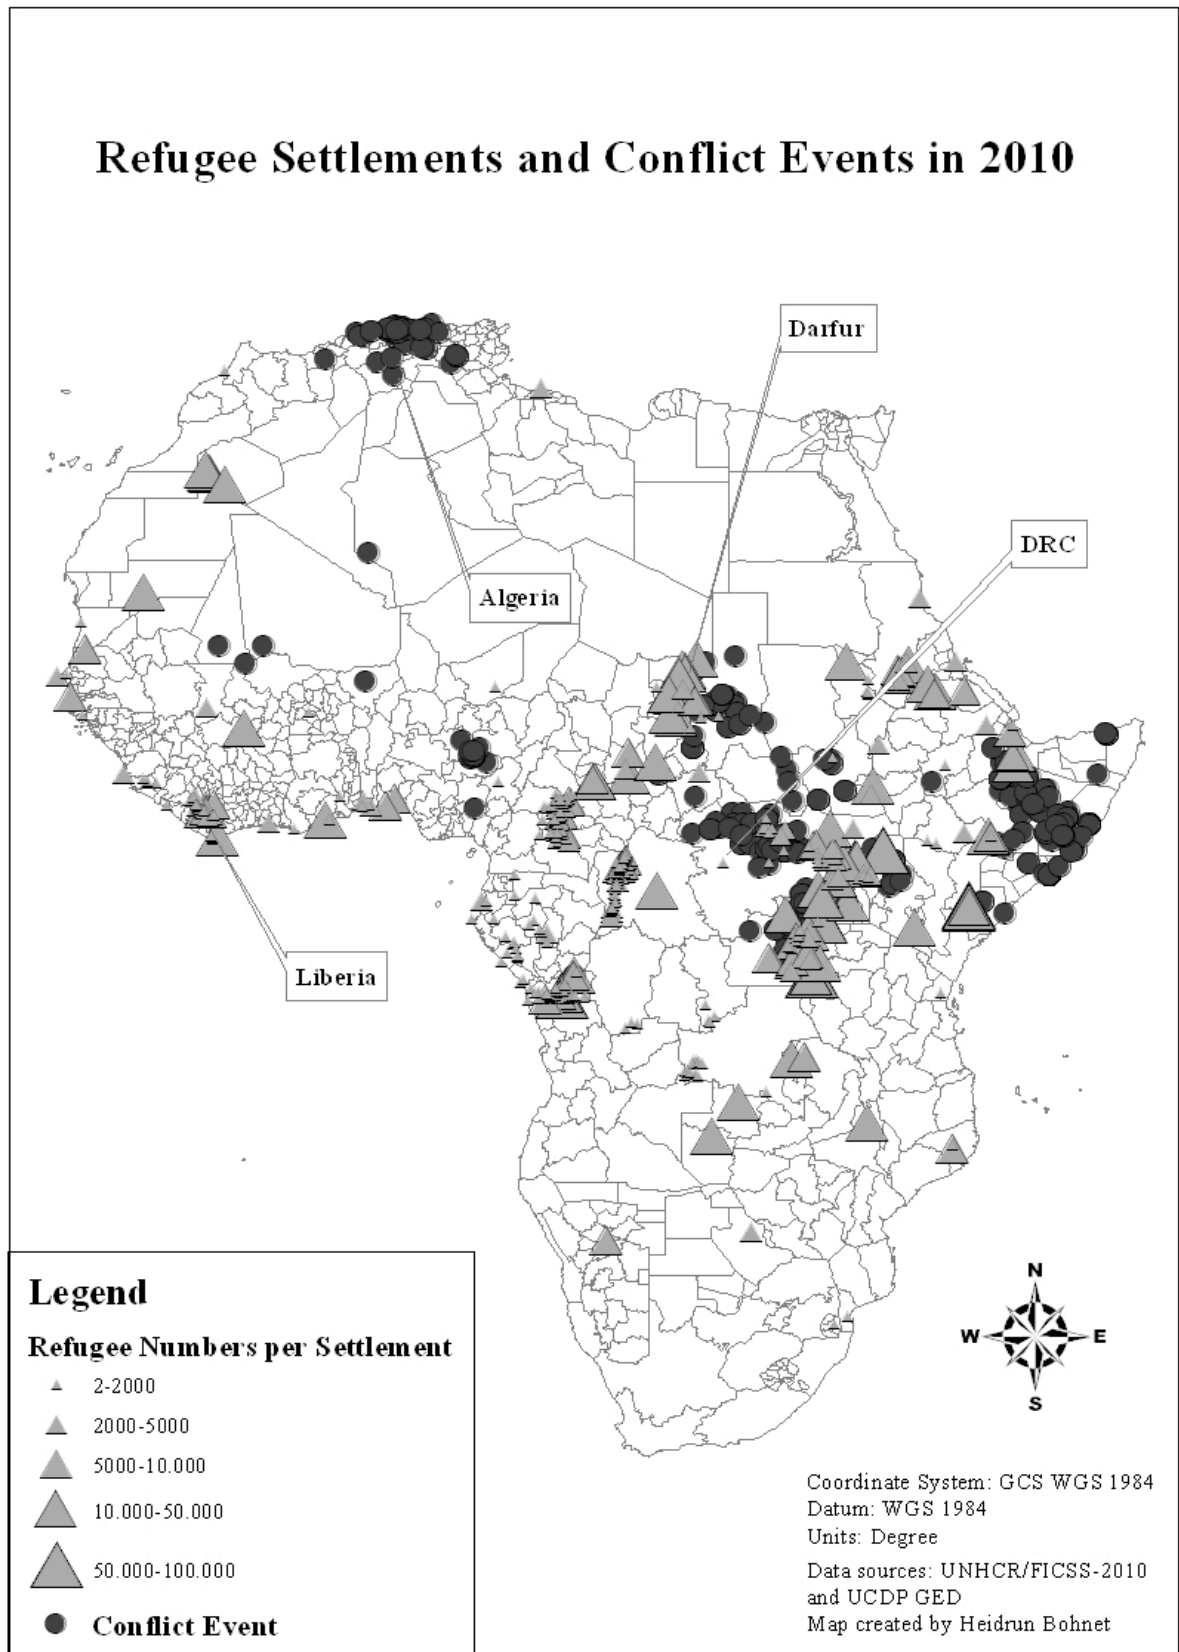 Refugee Settlements and Conflict Events in 2010
Darfur
DRC
Algeria
Liberia
Legend
Refugee Numbers per Settlement
2-2000
2000-5000
5000-10.000
10.000-50.000
50.000-100.000
Conflict Event
N
W
E
S
Coordinate System: GCS WGS 1984
Datum: WGS 1984
Units: Degree
Data sources: UNHCR/FICSS-2010
and UCDP GED
Map created by Heidrun Bohnet